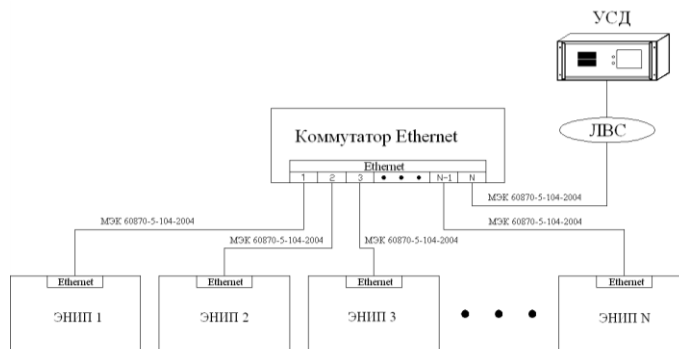 УСД
ЛВС
Коммутатор Ethernet
Ethernet
1 2 3 • • • N-1 N
МЭК 60870-5-104-2004
МЭК 60870-5-104-2004
МЭК 60870-5-104-2004
МЭК 60870-5-104-2004
МЭК 60870-5-104-2004
Ethernet
Ethernet
Ethernet
Ethernet
ЭНИП 1
ЭНИП 2
ЭНИП 3
• • •
ЭНИП N